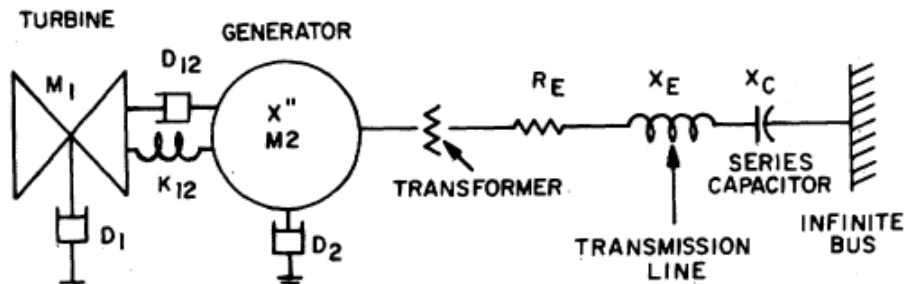 TURBINE
GENERATOR
M1
D12
K12
D1
X"
M2
D2
TRANSFORMER
RE
XE
XC
SERIES
CAPACITOR
TRANSMISSION
LINE
INFINITE
BUS